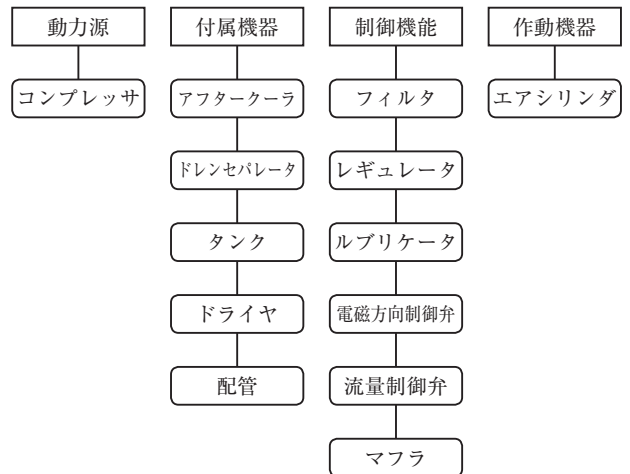 動力源
コンプレッサ
付属機器
アフタークーラ
ドレンセパレータ
タンク
ドライヤ
配管
制御機能
フィルタ
レギュレータ
ルブリケータ
電磁方向制御弁
流量制御弁
マフラ
作動機器
エアシリンダ